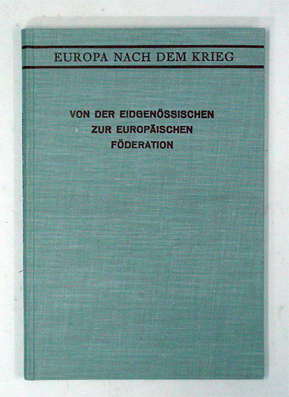 EUROPA NACH DEM KRIEG
VON DER EIDGENÖSSISCHEN
ZUR EUROPÄISCHEN
FÖDERATION